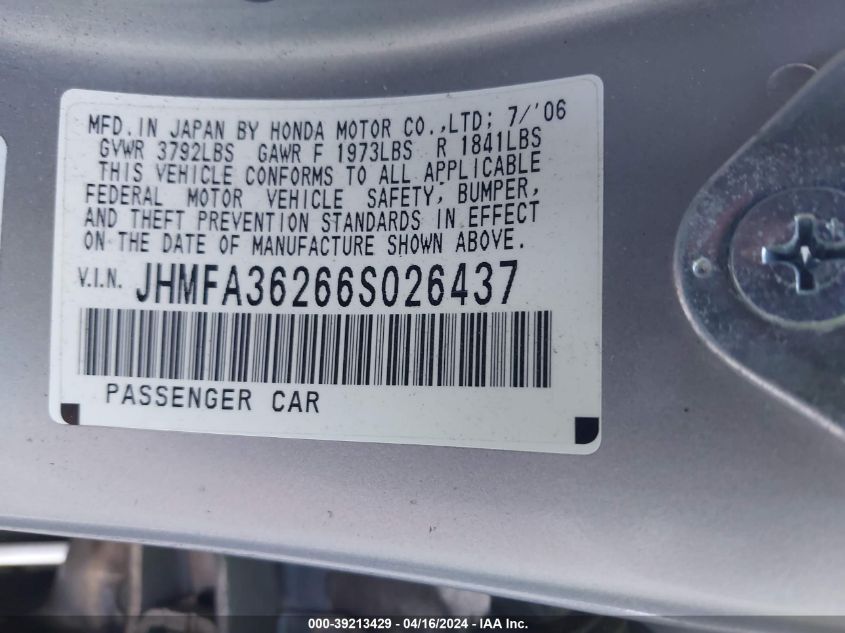 MFD. IN JAPAN BY HONDA MOTOR CO.,LTD; 7/'06
GVWR 3792LBS GAWR F 1973LBS R 1841LBS
THIS VEHICLE CONFORMS TO ALL APPLICABLE
FEDERAL MOTOR VEHICLE SAFETY, BUMPER,
AND THEFT PREVENTION STANDARDS IN EFFECT
ON THE DATE OF MANUFACTURE SHOWN ABOVE.
V.I.N. JHMFA36266S026437
PASSENGER CAR
000-39213429 - 04/16/2024 - IAA Inc.